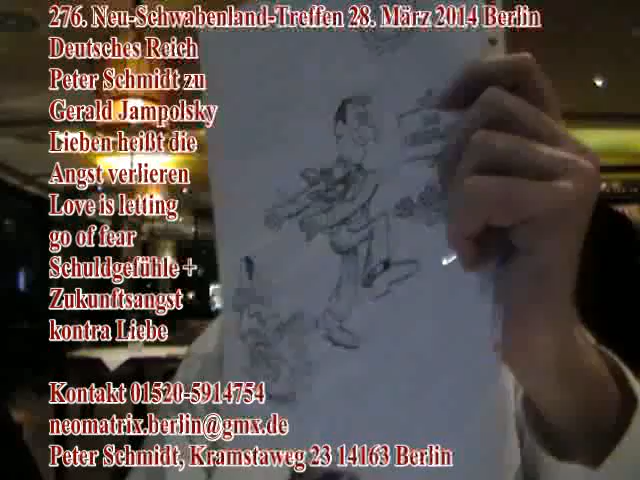 276. Neu-Schwabenland-Treffen 28. März 2014 Berlin
Deutsches Reich
Peter Schmidt zu
Gerald Jampolsky
Lieben heißt die
Angst verlieren
Love is letting
go of fear
Schuldgefühle +
Zukunftsangst
kontra Liebe
Kontakt 01520-5914754
neomatrix.berlin@gmx.de
Peter Schmidt, Kramstaweg 23 14163 Berlin